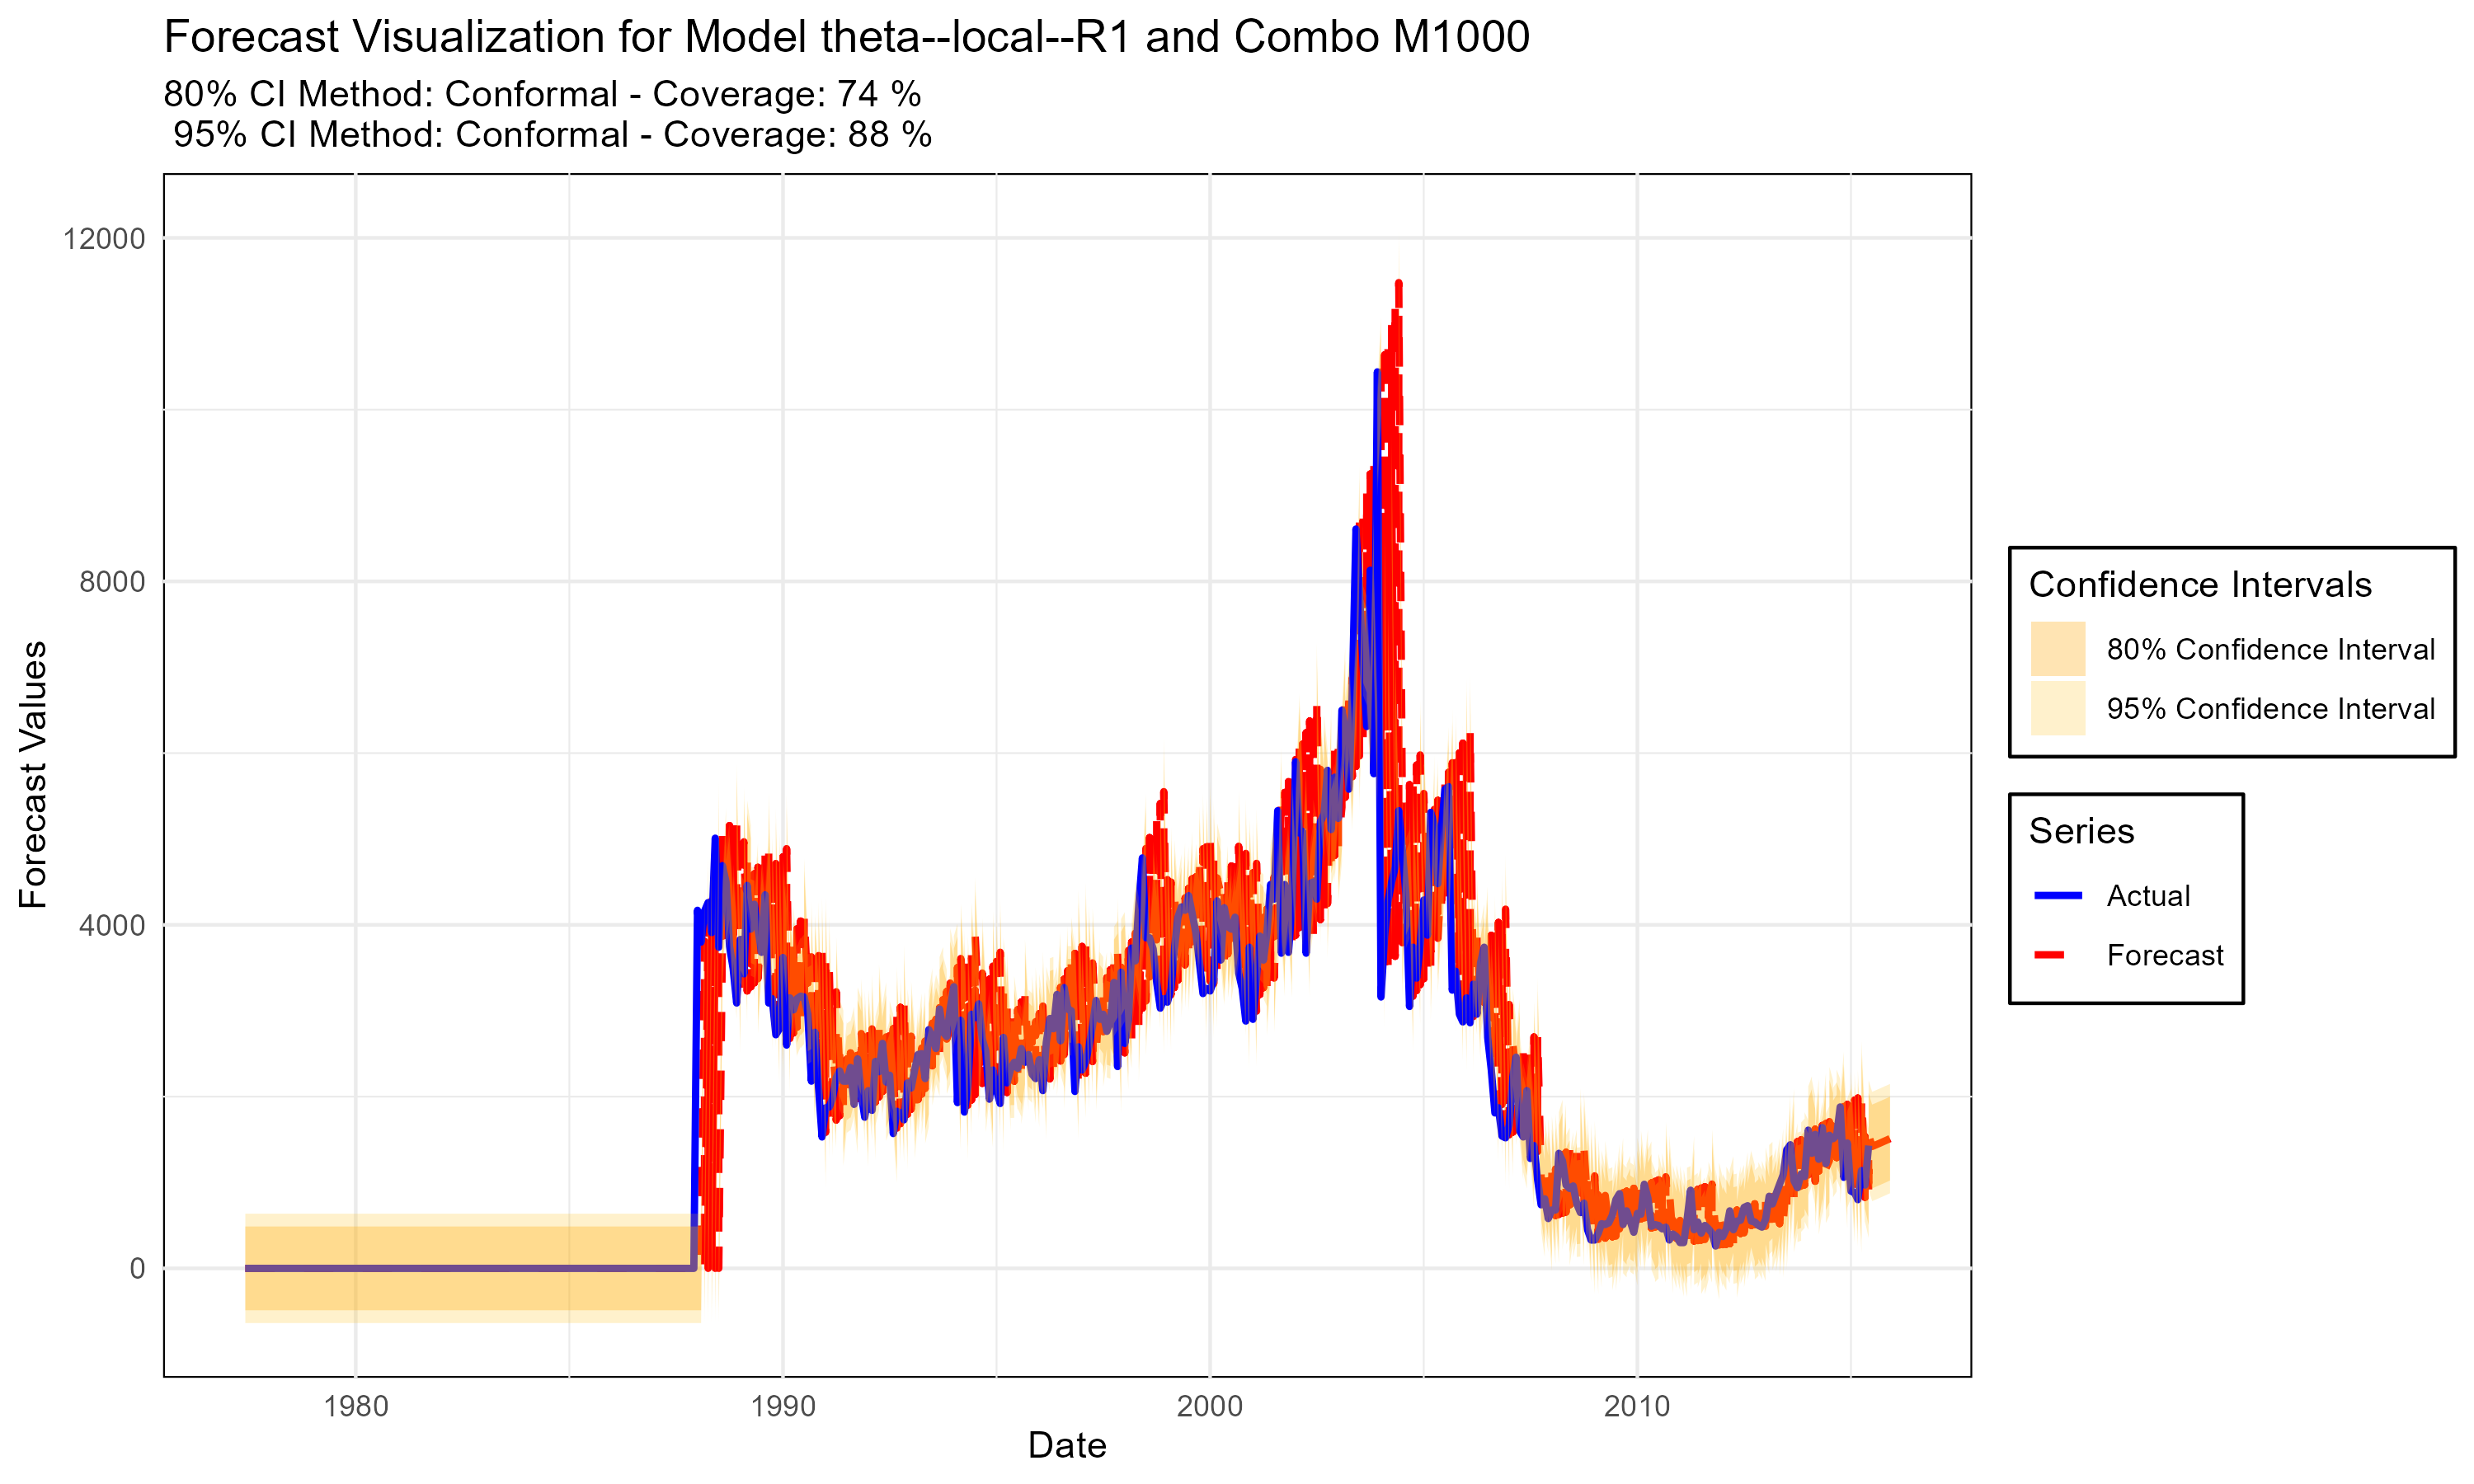 Forecast Visualization for Model theta--local--R1 and Combo M1000
80% CI Method: Conformal - Coverage: 74 %
95% CI Method: Conformal - Coverage: 88 %
Forecast Values
12000
8000
4000
0
1980
1990
2000
2010
Date
Confidence Intervals
80% Confidence Interval
95% Confidence Interval
Series
Actual
Forecast